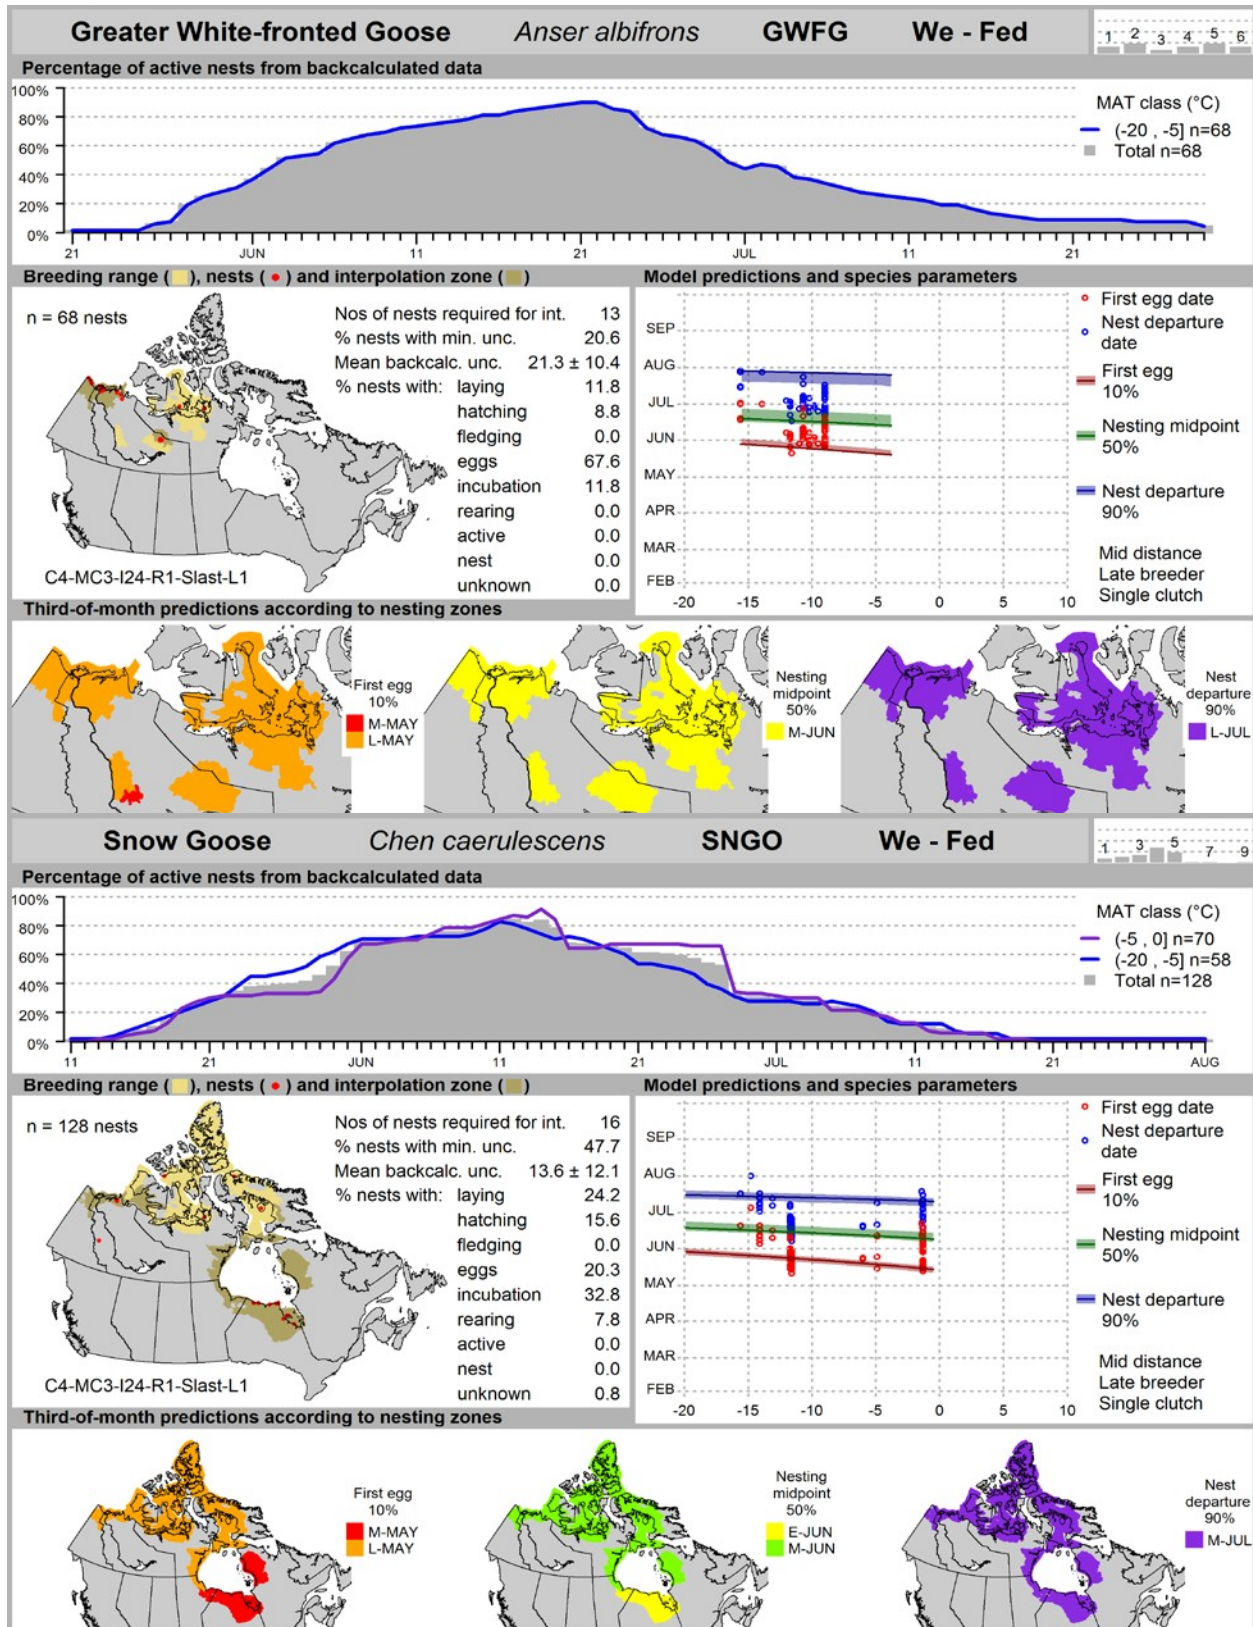 Greater White-fronted Goose Anser albifrons GWFG We - Fed
1 2 3 4 5 6
Percentage of active nests from backcalculated data
100%
80%
60%
40%
20%
0%
MAT class (°C)
(-20 , -5] n=68
Total n=68
21 JUN 11 21 JUL 11 21
Breeding range ( ), nests ( ) and interpolation zone ( )
n = 68 nests
Nos of nests required for int. 13
% nests with min. unc. 20.6
Mean backcalc. unc. 21.3 ± 10.4
% nests with: laying 11.8
hatching 8.8
fledging 0.0
eggs 67.6
incubation 11.8
rearing 0.0
active 0.0
nest 0.0
unknown 0.0
C4-MC3-I24-R1-Slast-L1
Model predictions and species parameters
SEP
AUG
JUL
JUN
MAY
APR
MAR
FEB
-20 -15 -10 -5 0 5 10
First egg date
Nest departure
date
First egg
10%
Nesting midpoint
50%
Nest departure
90%
Mid distance
Late breeder
Single clutch
Third-of-month predictions according to nesting zones
First egg
10%
M-MAY
L-MAY
Nesting
midpoint
50%
M-JUN
Nest
departure
90%
L-JUL
Snow Goose Chen caerulescens SNGO We - Fed
1 3 5 7 9
Percentage of active nests from backcalculated data
100%
80%
60%
40%
20%
0%
MAT class (°C)
(-5 , 0] n=70
(-20 , -5] n=58
Total n=128
11 21 JUN 11 21 JUL 11 21 AUG
Breeding range ( ), nests ( ) and interpolation zone ( )
n = 128 nests
Nos of nests required for int. 16
% nests with min. unc. 47.7
Mean backcalc. unc. 13.6 ± 12.1
% nests with: laying 24.2
hatching 15.6
fledging 0.0
eggs 20.3
incubation 32.8
rearing 7.8
active 0.0
nest 0.0
unknown 0.8
C4-MC3-I24-R1-Slast-L1
Model predictions and species parameters
SEP
AUG
JUL
JUN
MAY
APR
MAR
FEB
-20 -15 -10 -5 0 5 10
First egg date
Nest departure
date
First egg
10%
Nesting midpoint
50%
Nest departure
90%
Mid distance
Late breeder
Single clutch
Third-of-month predictions according to nesting zones
First egg
10%
M-MAY
L-MAY
Nesting
midpoint
50%
E-JUN
M-JUN
Nest
departure
90%
M-JUL